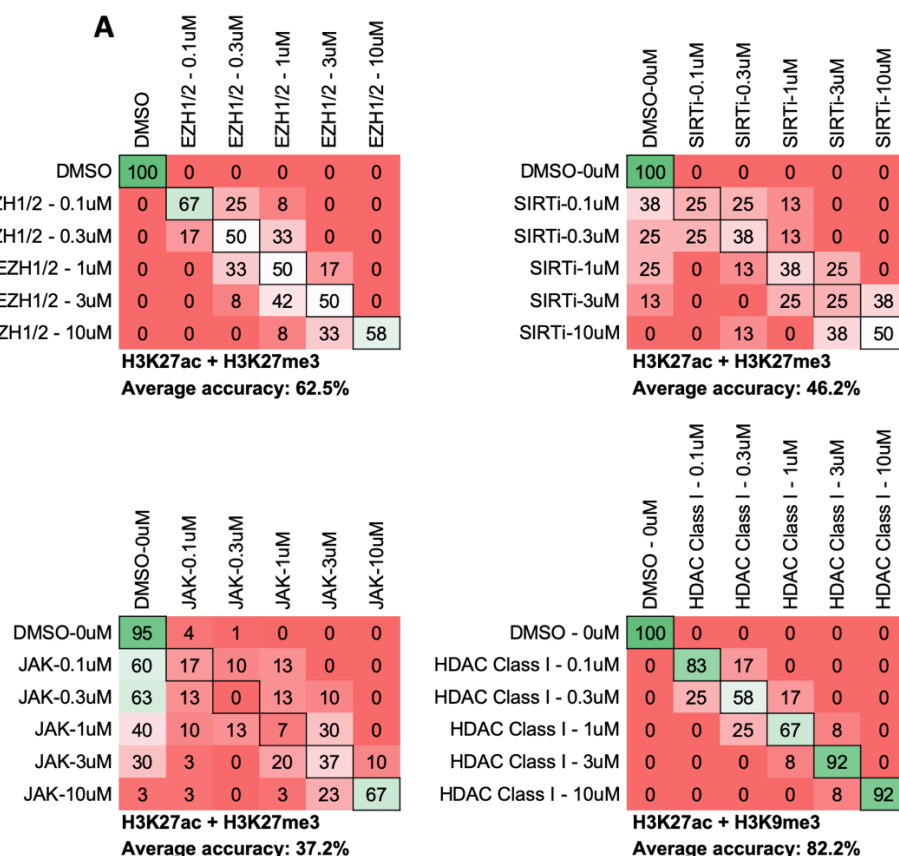 A
DMSO
EZH1/2 - 0.1uM
EZH1/2 - 0.3uM
EZH1/2 - 1uM
EZH1/2 - 3uM
EZH1/2 - 10uM
DMSO 100 0 0 0 0 0
ZH1/2 - 0.1uM 0 67 25 8 0 0
ZH1/2 - 0.3uM 0 17 50 33 0 0
EZH1/2 - 1uM 0 0 33 50 17 0
EZH1/2 - 3uM 0 0 8 42 50 0
ZH1/2 - 10uM 0 0 0 8 33 58
H3K27ac + H3K27me3
Average accuracy: 62.5%
DMSO-0uM
SIRTi-0.1uM
SIRTi-0.3uM
SIRTi-1uM
SIRTi-3uM
SIRTi-10uM
DMSO-0uM 100 0 0 0 0 0
SIRTi-0.1uM 38 25 25 13 0 0
SIRTi-0.3uM 25 25 38 13 0 0
SIRTi-1uM 25 0 13 38 25 0
SIRTi-3uM 13 0 0 25 25 38
SIRTi-10uM 0 0 13 0 38 50
H3K27ac + H3K27me3
Average accuracy: 46.2%
DMSO-0uM
JAK-0.1uM
JAK-0.3uM
JAK-1uM
JAK-3uM
JAK-10uM
DMSO-0uM 95 4 1 0 0 0
JAK-0.1uM 60 17 10 13 0 0
JAK-0.3uM 63 13 0 13 10 0
JAK-1uM 40 10 13 7 30 0
JAK-3uM 30 3 0 20 37 10
JAK-10uM 3 3 0 3 23 67
H3K27ac + H3K27me3
Average accuracy: 37.2%
DMSO - 0uM
HDAC Class I - 0.1uM
HDAC Class I - 0.3uM
HDAC Class I - 1uM
HDAC Class I - 3uM
HDAC Class I - 10uM
DMSO - 0uM 100 0 0 0 0 0
HDAC Class I - 0.1uM 0 83 17 0 0 0
HDAC Class I - 0.3uM 0 25 58 17 0 0
HDAC Class I - 1uM 0 0 25 67 8 0
HDAC Class I - 3uM 0 0 0 8 92 0
HDAC Class I - 10uM 0 0 0 0 8 92
H3K27ac + H3K9me3
Average accuracy: 82.2%